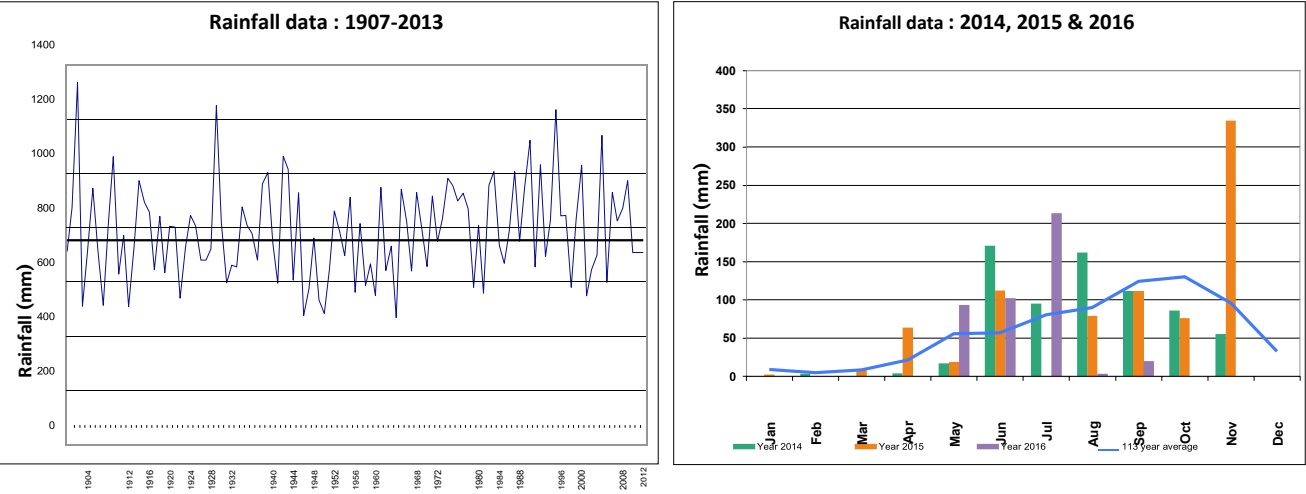 Rainfall data : 1907-2013
1400
1200
1000
800
600
400
200
0
Rainfall (mm)
1904
1912
1916
1920
1924
1928
1932
1940
1944
1948
1952
1956
1960
1968
1972
1980
1984
1988
1996
2000
2008
2012
Rainfall data : 2014, 2015 & 2016
400
350
300
250
200
150
100
50
0
Rainfall (mm)
Jan
Feb
Mar
Apr
May
Jun
Jul
Aug
Sep
Oct
Nov
Dec
Year 2014
Year 2015
Year 2016
113 year average